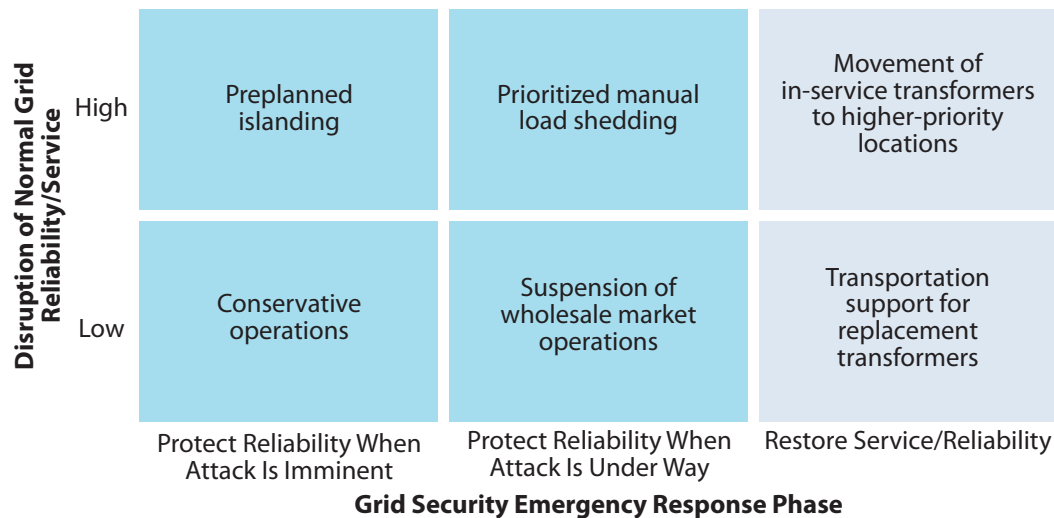 Disruption of Normal Grid
Reliability/Service
High
Preplanned
islanding
Prioritized manual
load shedding
Movement of
in-service transformers
to higher-priority
locations
Low
Conservative
operations
Suspension of
wholesale market
operations
Transportation
support for
replacement
transformers
Protect Reliability When
Attack Is Imminent
Protect Reliability When
Attack Is Under Way
Restore Service/Reliability
Grid Security Emergency Response Phase